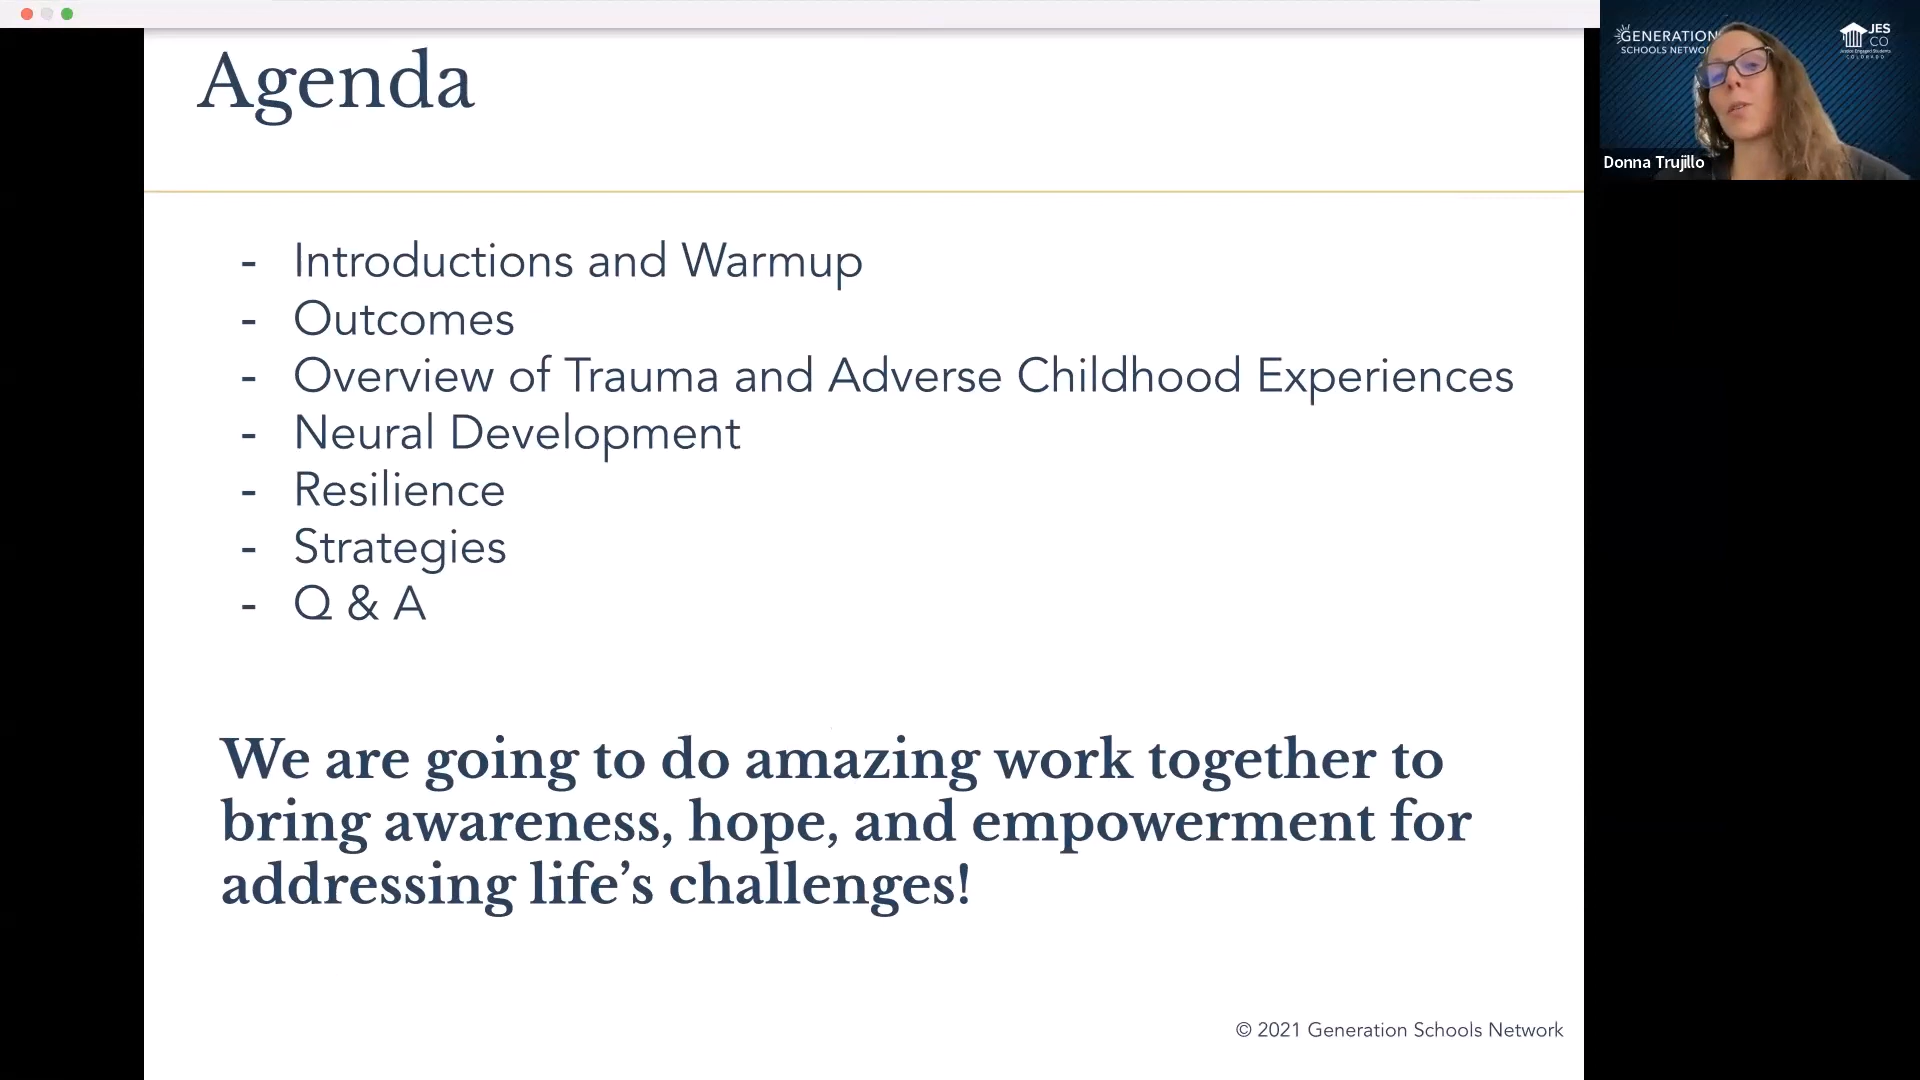 Agenda
- Introductions and Warmup
- Outcomes
- Overview of Trauma and Adverse Childhood Experiences
- Neural Development
- Resilience
- Strategies
- Q & A
We are going to do amazing work together to
bring awareness, hope, and empowerment for
addressing life’s challenges!
© 2021 Generation Schools Network
GENERATION
SCHOOLS
JES
CO
COLORADO
Donna Trujillo